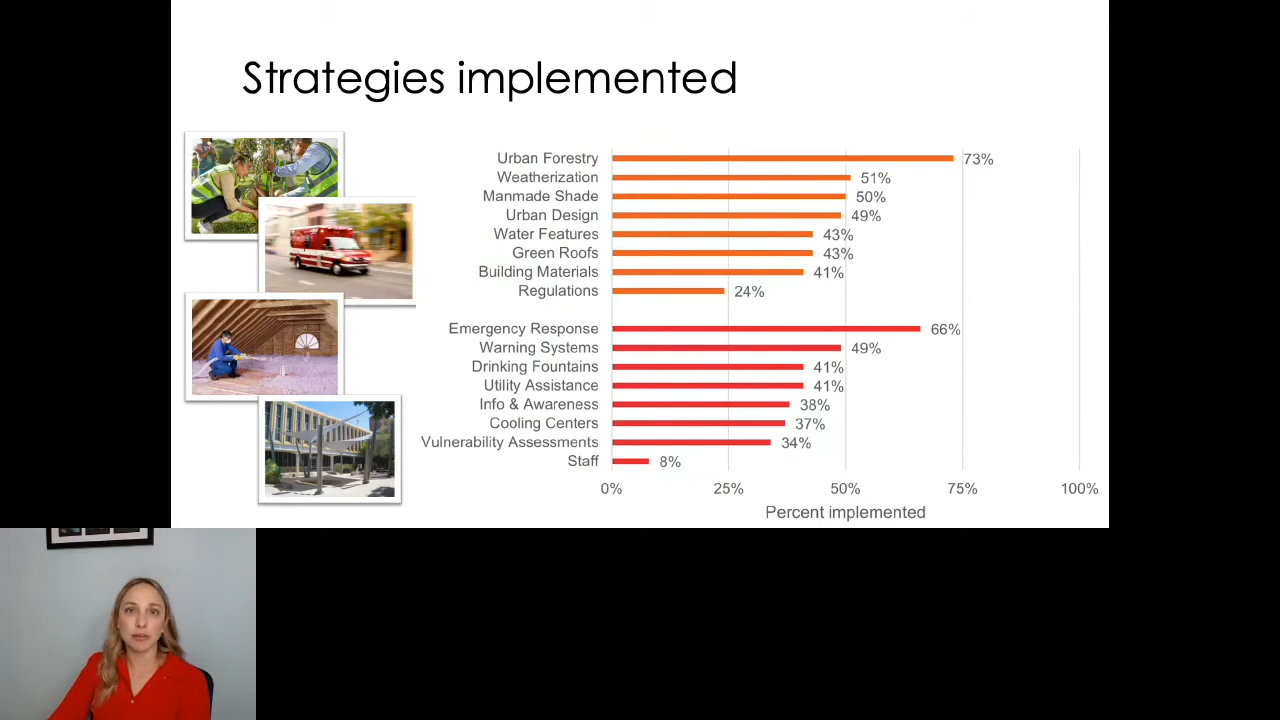 Strategies implemented
Urban Forestry 73%
Weatherization 51%
Manmade Shade 50%
Urban Design 49%
Water Features 43%
Green Roofs 43%
Building Materials 41%
Regulations 24%
Emergency Response 66%
Warning Systems 49%
Drinking Fountains 41%
Utility Assistance 41%
Info & Awareness 38%
Cooling Centers 37%
Vulnerability Assessments 34%
Staff 8%
0% 25% 50% 75% 100%
Percent implemented